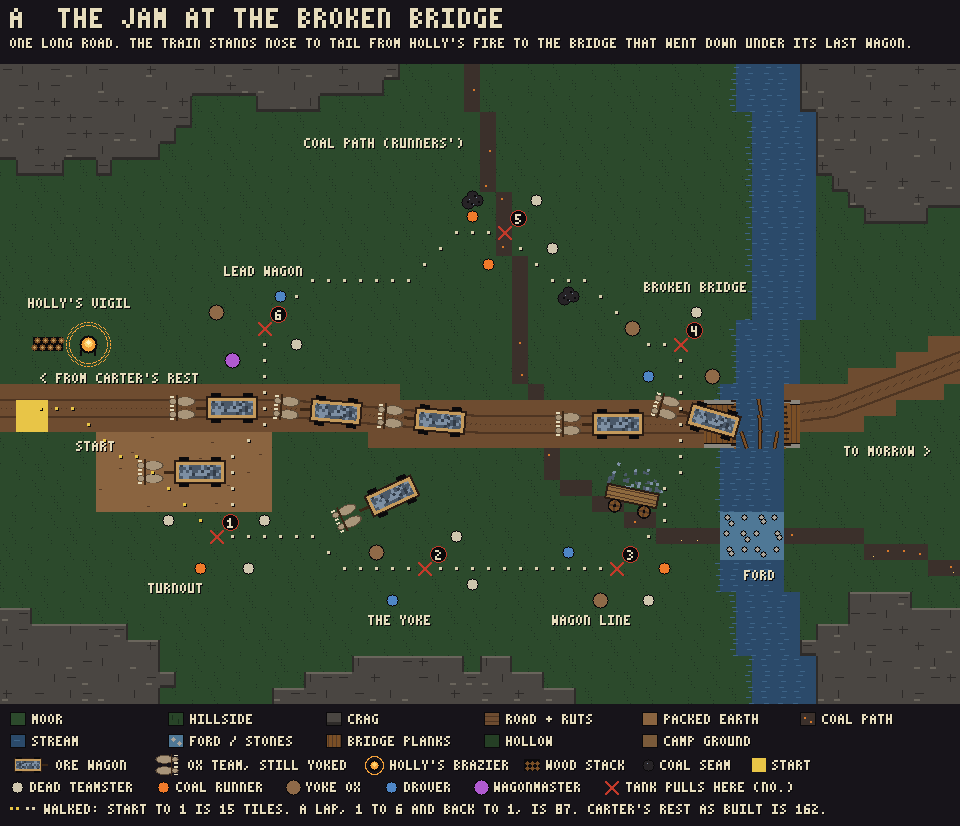 A THE JAM AT THE BROKEN BRIDGE
ONE LONG ROAD. THE TRAIN STANDS NOSE TO TAIL FROM HOLLY'S FIRE TO THE BRIDGE THAT WENT DOWN UNDER ITS LAST WAGON.
COAL PATH (RUNNERS')
5
LEAD WAGON
BROKEN BRIDGE
HOLLY'S VIGIL
6
4
< FROM CARTER'S REST
START
TO MORROW >
1
2
3
TURNOUT
FORD
THE YOKE
WAGON LINE
MOOR
HILLSIDE
CRAG
ROAD + RUTS
PACKED EARTH
COAL PATH
STREAM
FORD / STONES
BRIDGE PLANKS
HOLLOW
CAMP GROUND
ORE WAGON
OX TEAM, STILL YOKED
HOLLY'S BRAZIER
WOOD STACK
COAL SEAM
START
DEAD TEAMSTER
COAL RUNNER
YOKE OX
DROVER
WAGONMASTER
TANK PULLS HERE (NO.)
WALKED: START TO 1 IS 15 TILES. A LAP, 1 TO 6 AND BACK TO 1, IS 87. CARTER'S REST AS BUILT IS 162.